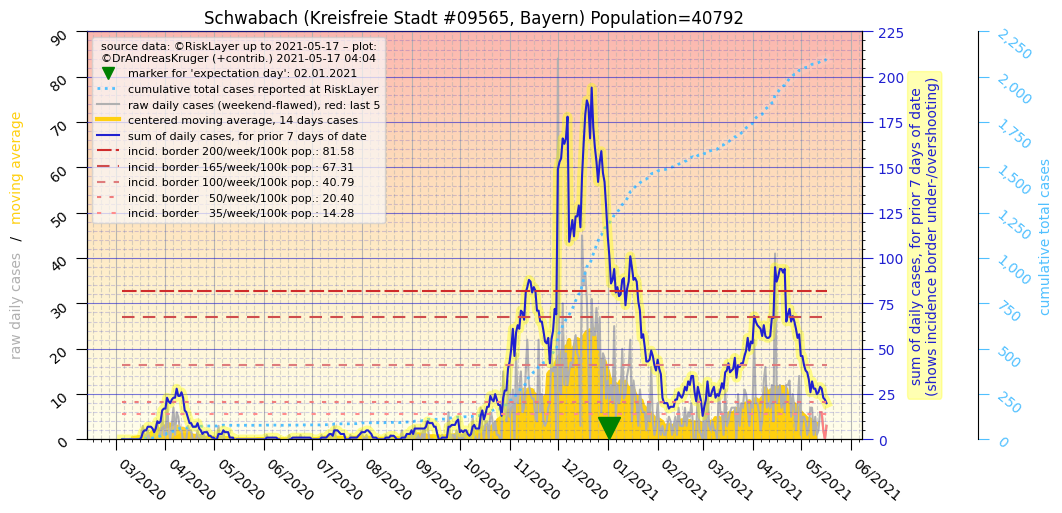 Schwabach (Kreisfreie Stadt #09565, Bayern) Population=40792
source data: ©RiskLayer up to 2021-05-17 – plot:
©DrAndreasKruger (+contrib.) 2021-05-17 04:04
marker for 'expectation day': 02.01.2021
cumulative total cases reported at RiskLayer
raw daily cases (weekend-flawed), red: last 5
centered moving average, 14 days cases
sum of daily cases, for prior 7 days of date
incid. border 200/week/100k pop.: 81.58
incid. border 165/week/100k pop.: 67.31
incid. border 100/week/100k pop.: 40.79
incid. border   50/week/100k pop.: 20.40
incid. border   35/week/100k pop.: 14.28
raw daily cases  /  moving average
90
80
70
60
50
40
30
20
10
0
03/2020
04/2020
05/2020
06/2020
07/2020
08/2020
09/2020
10/2020
11/2020
12/2020
01/2021
02/2021
03/2021
04/2021
05/2021
06/2021
225
200
175
150
125
100
75
50
25
0
sum of daily cases, for prior 7 days of date
(shows incidence border under-/overshooting)
2,250
2,000
1,750
1,500
1,250
1,000
750
500
250
0
cumulative total cases